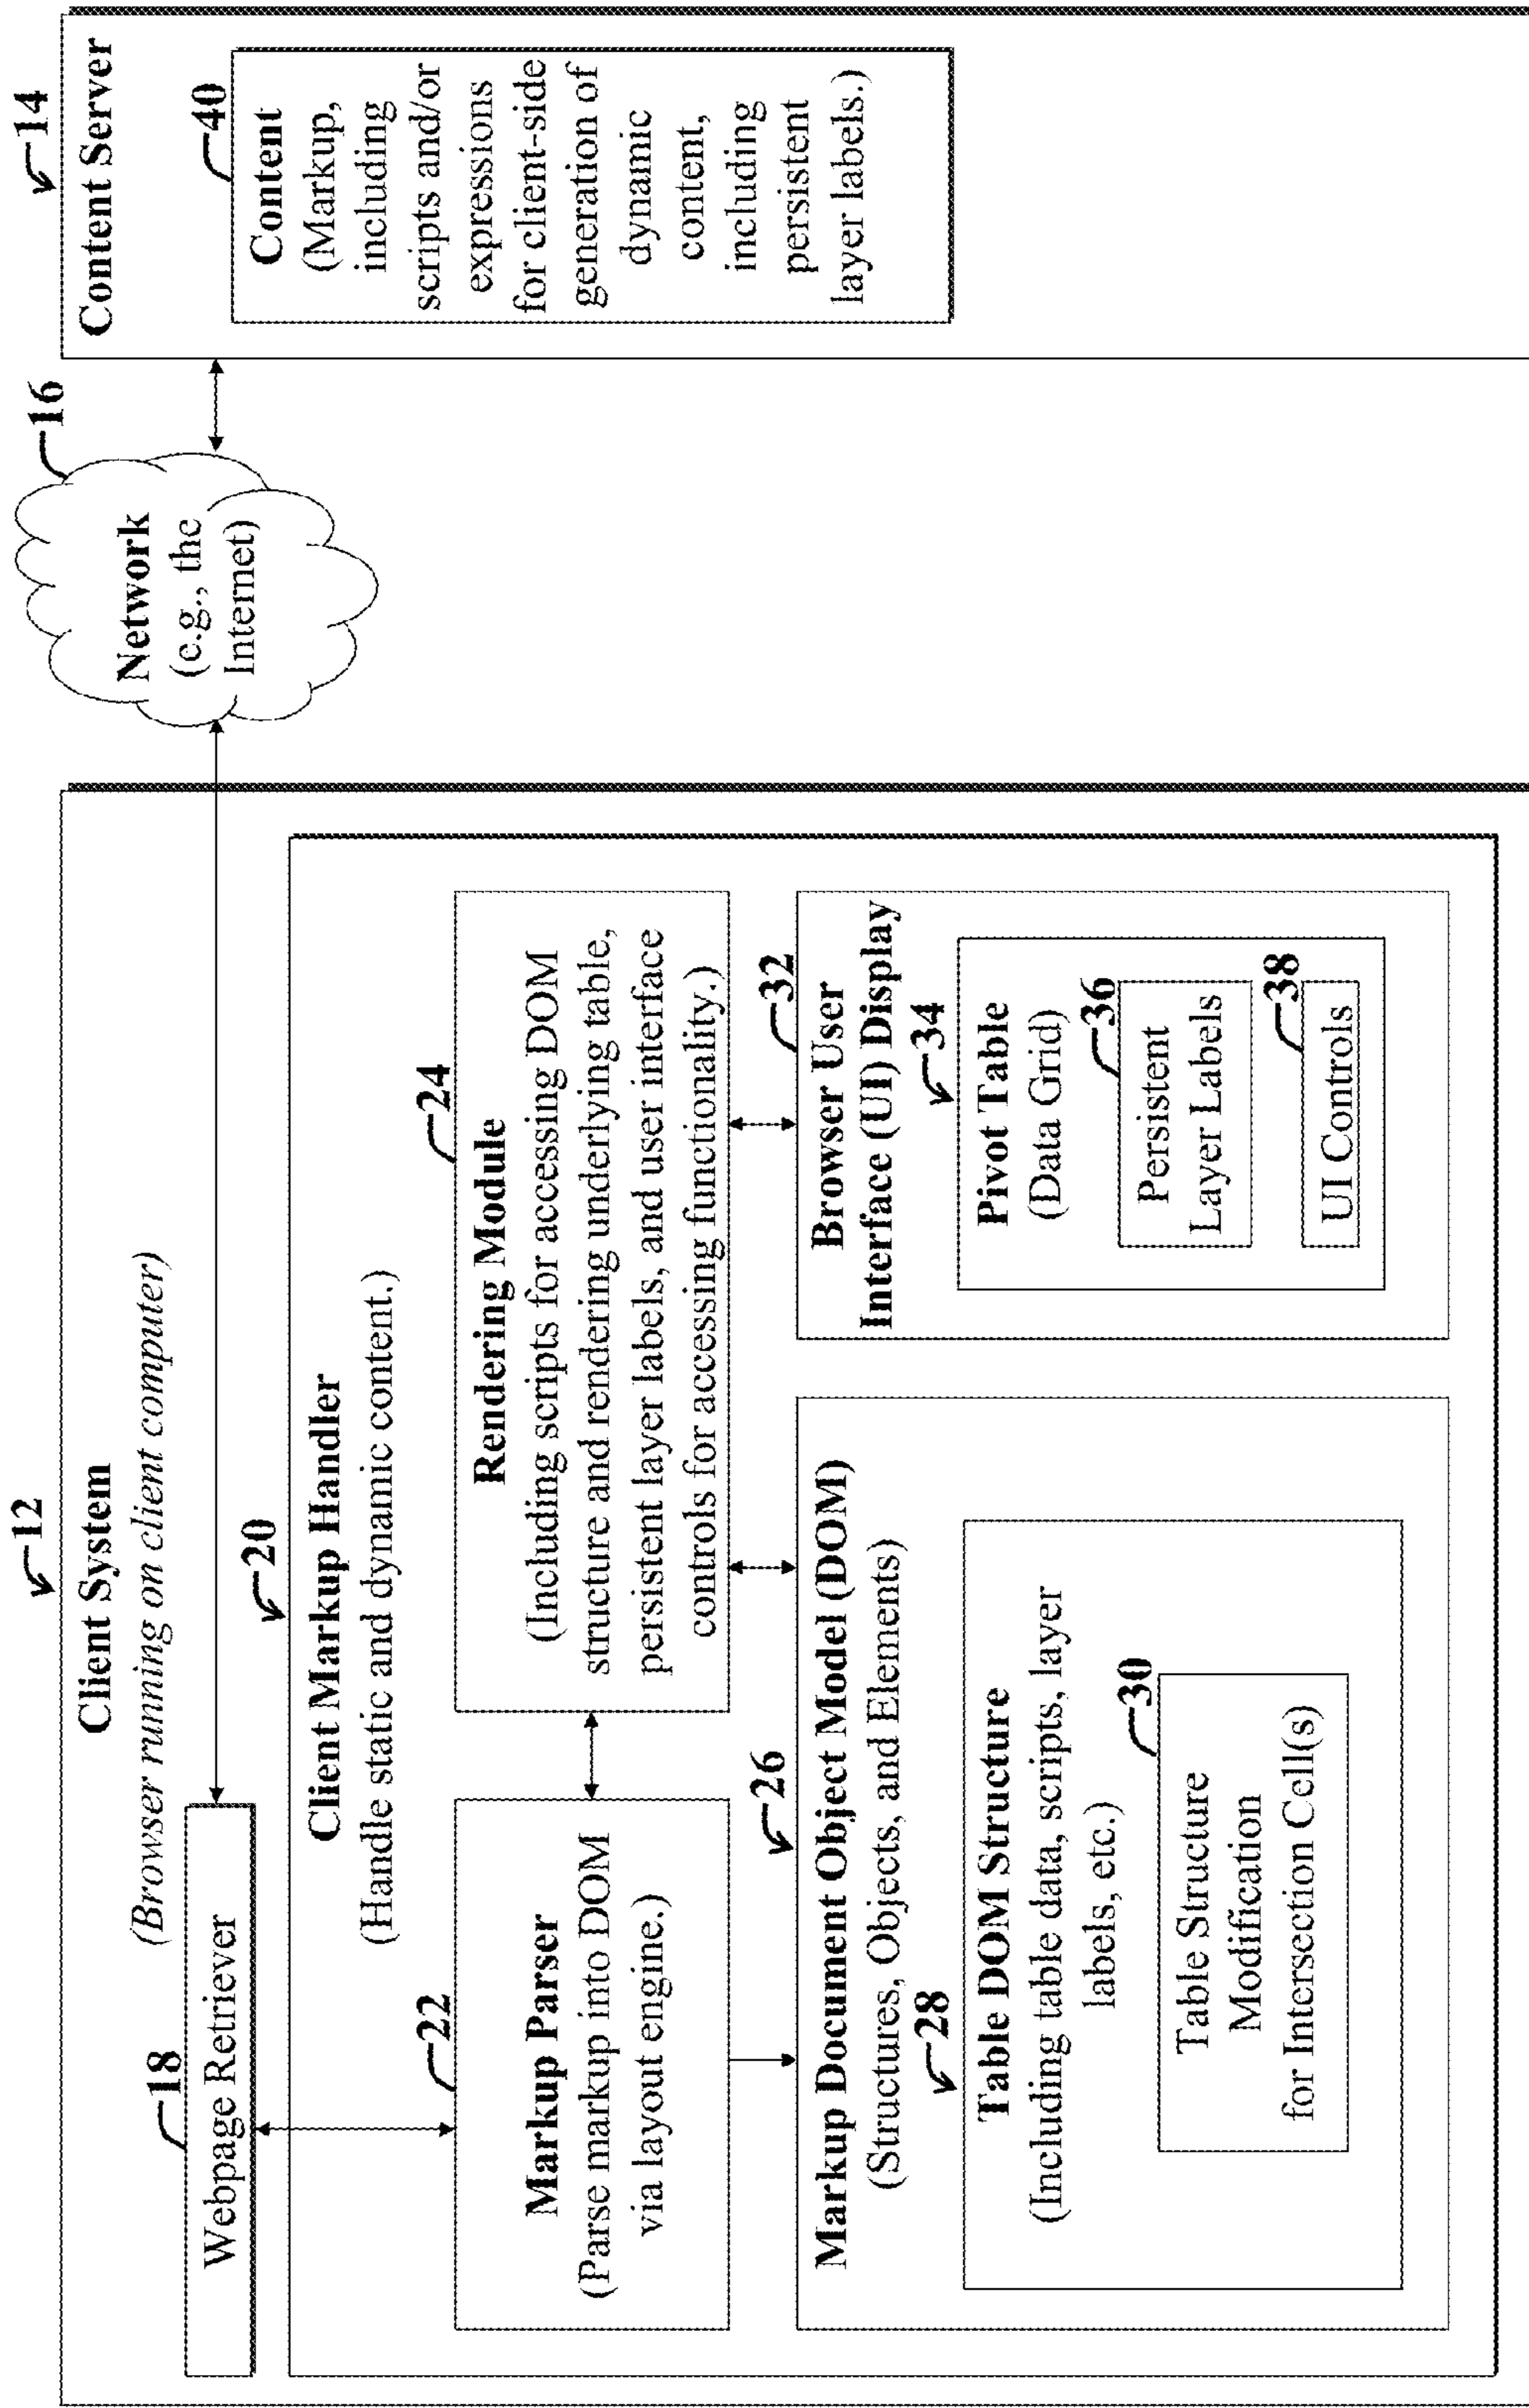 12
Client System
(Browser running on client computer)
18
Webpage Retriever
20
Client Markup Handler
(Handle static and dynamic content.)
22
Markup Parser
(Parse markup into DOM
via layout engine.)
24
Rendering Module
(Including scripts for accessing DOM
structure and rendering underlying table,
persistent layer labels, and user interface
controls for accessing functionality.)
26
Markup Document Object Model (DOM)
(Structures, Objects, and Elements)
28
Table DOM Structure
(Including table data, scripts, layer
labels, etc.)
30
Table Structure
Modification
for Intersection Cell(s)
32
Browser User
Interface (UI) Display
34
Pivot Table
(Data Grid)
36
Persistent
Layer Labels
38
UI Controls
16
Network
(e.g., the
Internet)
14
Content Server
40
Content
(Markup,
including
scripts and/or
expressions
for client-side
generation of
dynamic
content,
including
persistent
layer labels.)